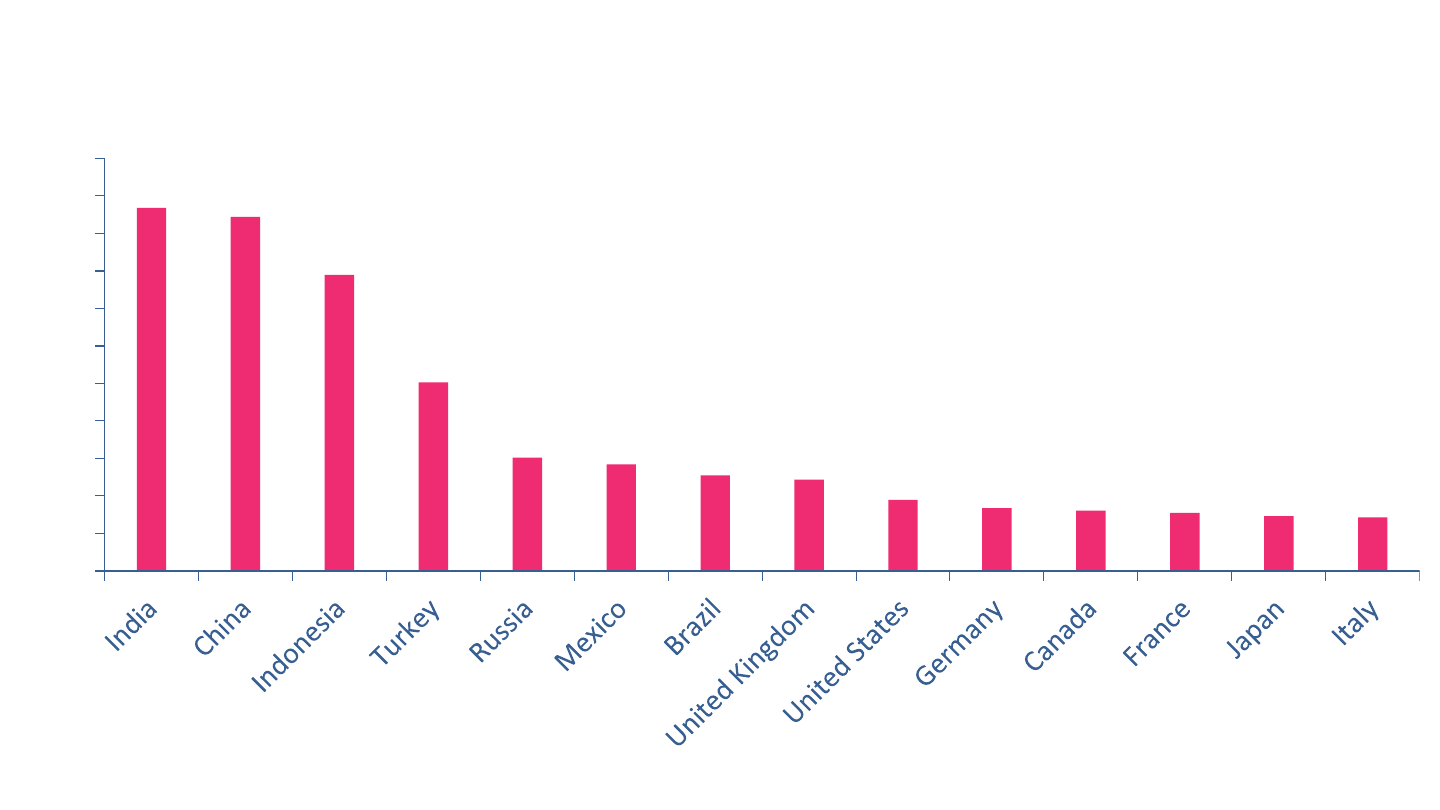 India
China
Indonesia
Turkey
Russia
Mexico
Brazil
United Kingdom
United States
Germany
Canada
France
Japan
Italy